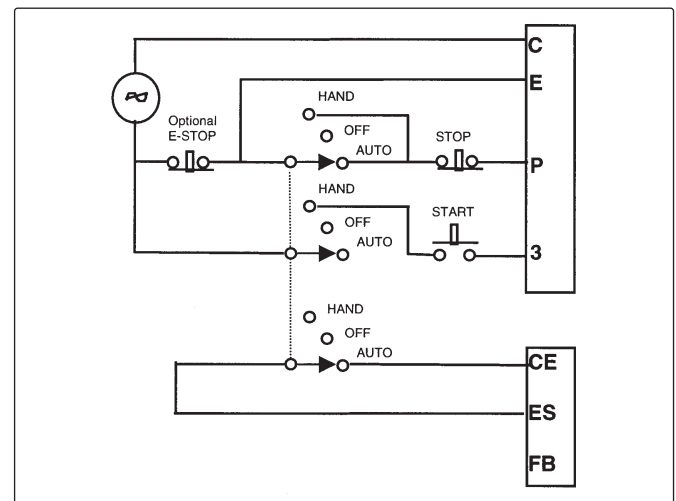 C
E
HAND
Optional
E-STOP
OFF
STOP
AUTO
P
HAND
START
OFF
AUTO
3
HAND
OFF
AUTO
CE
ES
FB